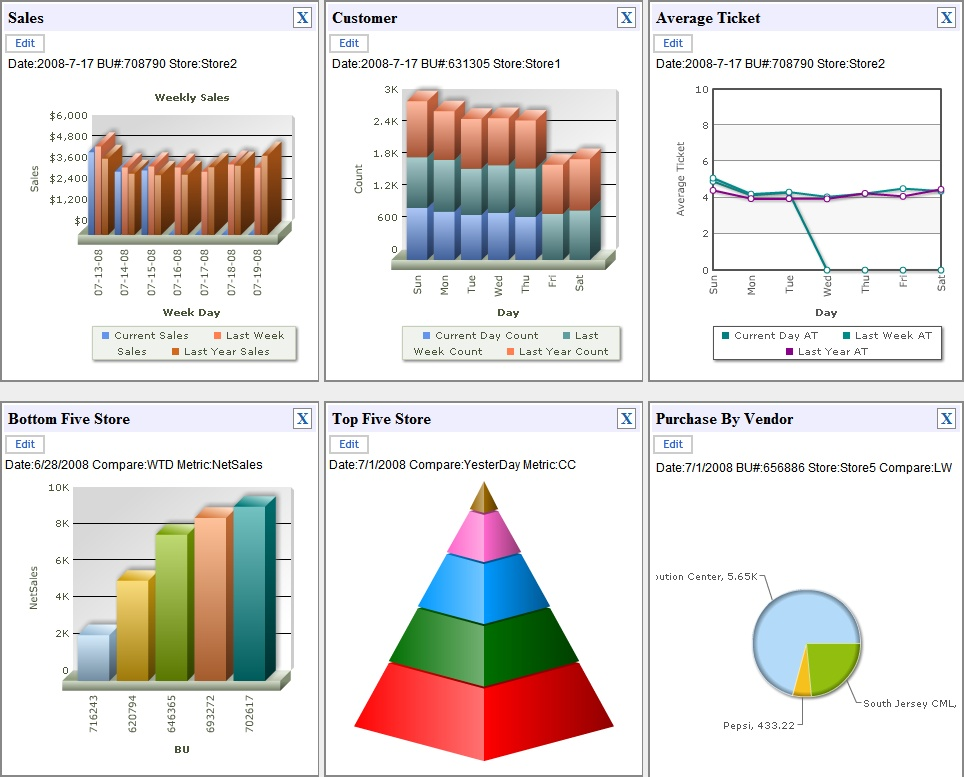 Sales X
Edit
Date:2008-7-17 BU#:708790 Store:Store2
Weekly Sales
$6,000
$4,800
$3,600
$2,400
$1,200
$0
Sales
07-13-08
07-14-08
07-15-08
07-16-08
07-17-08
07-18-08
07-19-08
Week Day
Current Sales Last Week
Sales Last Year Sales
Customer X
Edit
Date:2008-7-17 BU#:631305 Store:Store1
3K
2.4K
1.8K
1.2K
600
0
Count
Sun
Mon
Tue
Wed
Thu
Fri
Sat
Day
Current Day Count Last
Week Count Last Year Count
Average Ticket X
Edit
Date:2008-7-17 BU#:708790 Store:Store2
10
8
6
4
2
0
Average Ticket
Sun
Mon
Tue
Wed
Thu
Fri
Sat
Day
Current Day AT Last Week AT
Last Year AT
Bottom Five Store X
Edit
Date:6/28/2008 Compare:WTD Metric:NetSales
10K
8K
6K
4K
2K
0
NetSales
716243
620794
646365
693272
702617
BU
Top Five Store X
Edit
Date:7/1/2008 Compare:YesterDay Metric:CC
Purchase By Vendor X
Edit
Date:7/1/2008 BU#:656886 Store:Store5 Compare:LW
bution Center, 5.65K
South Jersey CML,
Pepsi, 433.22